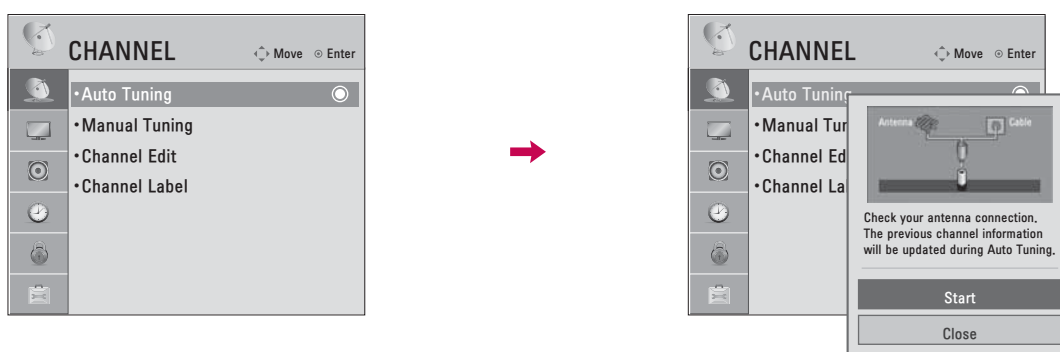 CHANNEL
Move
Enter
• Auto Tuning
• Manual Tuning
• Channel Edit
• Channel Label
CHANNEL
Move
Enter
• Auto Tuning
• Manual Tun
• Channel Ed
• Channel La
Antenna
Cable
Check your antenna connection.
The previous channel information
will be updated during Auto Tuning.
Start
Close